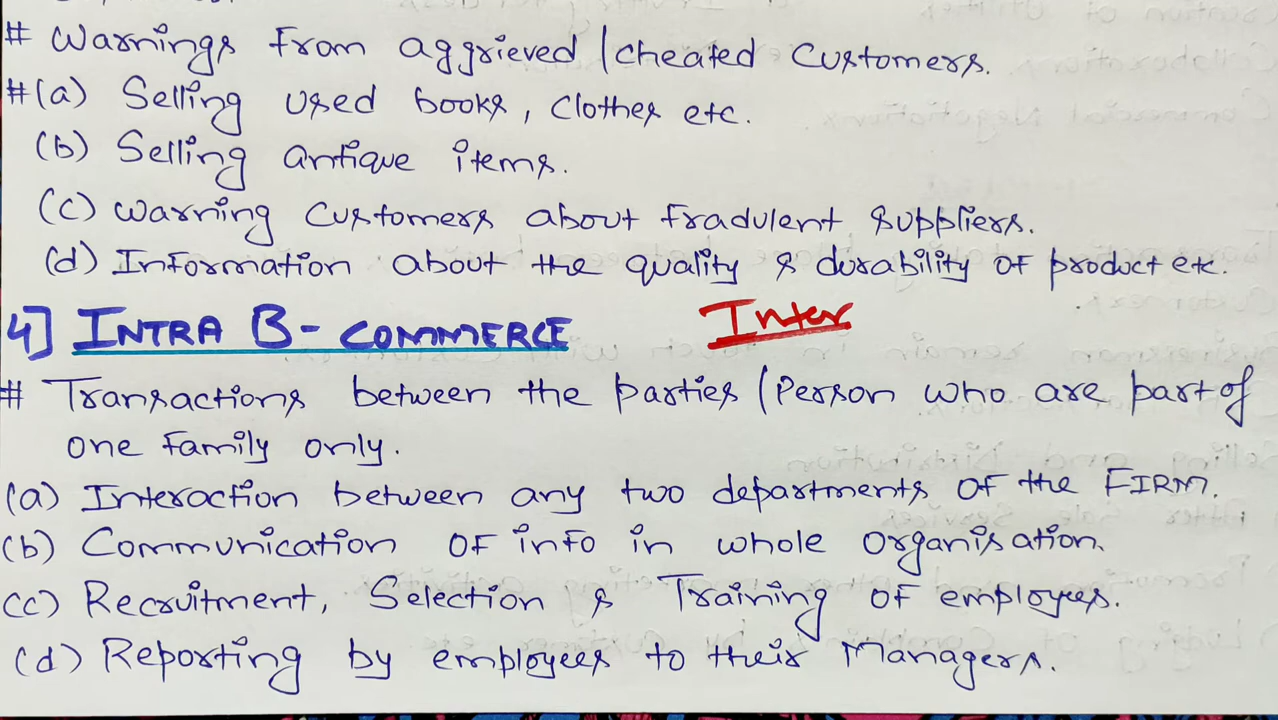 # Warnings from aggrieved / cheated Customers.
#(a) Selling used books, clothes etc.
(b) Selling antique items.
(c) Warning customers about fradulent suppliers.
(d) Information about the quality & durability of product etc.
4] INTRA B-COMMERCE Inter
# Transactions between the parties (Person who are part of
one family only.
(a) Interaction between any two departments of the FIRM.
(b) Communication of info in whole organisation.
(c) Recruitment, Selection & Training of employees.
(d) Reporting by employees to their Managers.